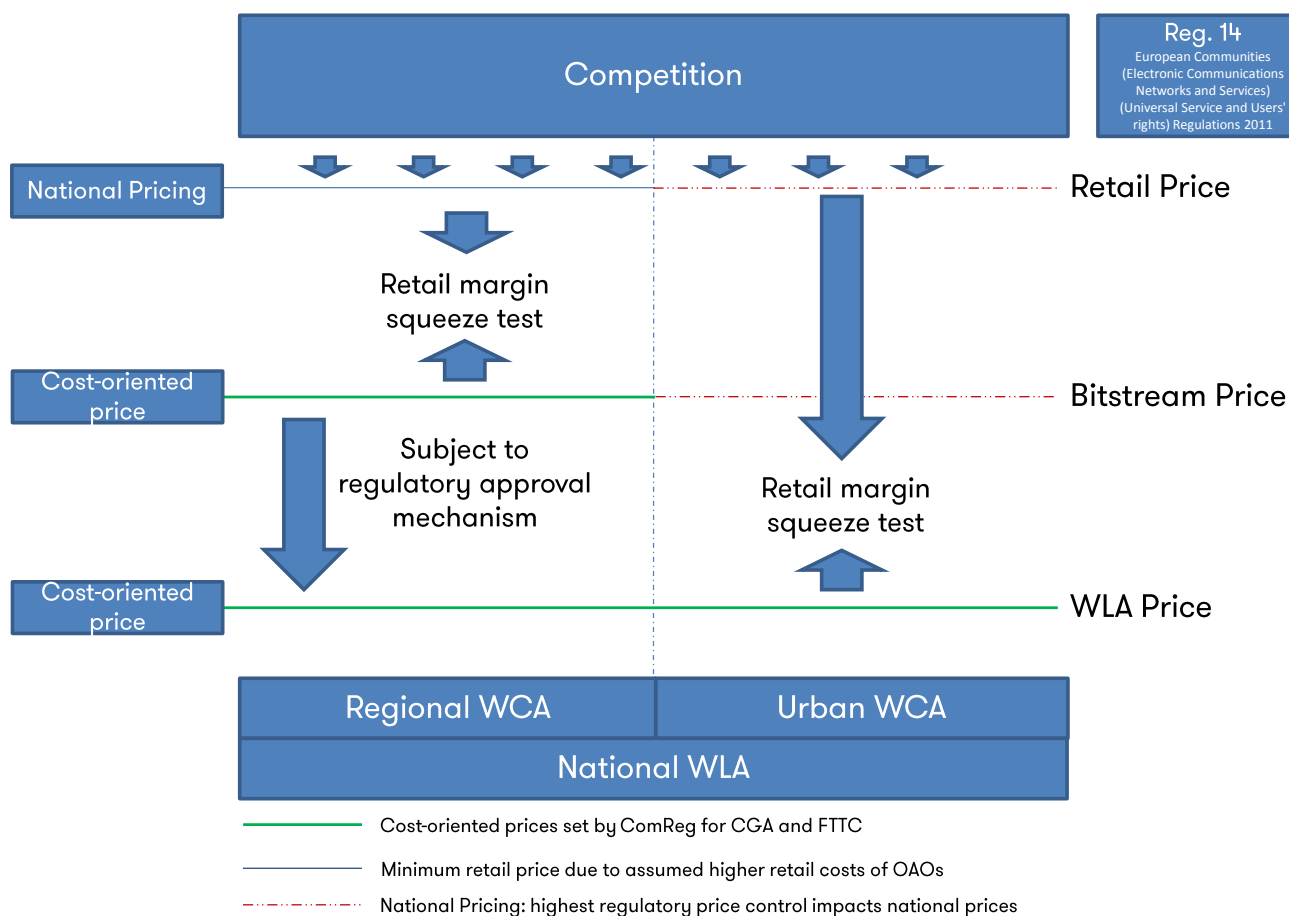 Competition
Reg. 14
European Communities
(Electronic Communications
Networks and Services)
(Universal Service and Users'
rights) Regulations 2011
National Pricing
Retail Price
Retail margin
squeeze test
Cost-oriented
price
Bitstream Price
Subject to
regulatory approval
mechanism
Retail margin
squeeze test
Cost-oriented
price
WLA Price
Regional WCA
Urban WCA
National WLA
Cost-oriented prices set by ComReg for CGA and FTTC
Minimum retail price due to assumed higher retail costs of OAOs
National Pricing: highest regulatory price control impacts national prices